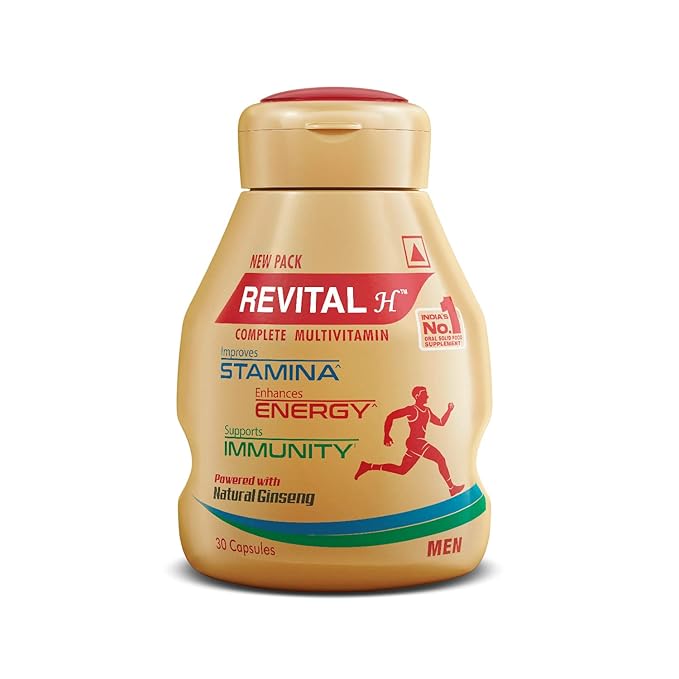 NEW PACK
REVITAL H™
COMPLETE MULTIVITAMIN
INDIA'S
No.1
ORAL SOLID FOOD
SUPPLEMENT
Improves
STAMINA^
Enhances
ENERGY^
Supports
IMMUNITY
Powered with
Natural Ginseng
30 Capsules
MEN